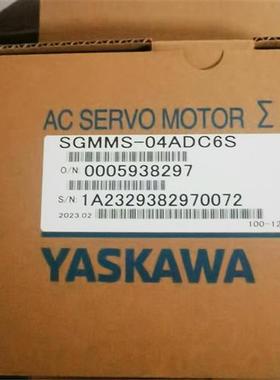 AC SERVO MOTOR Σ
SGMMS-04ADC6S
O/N: 0005938297
S/N: 1A2329382970072
2023.02
100-12
YASKAWA